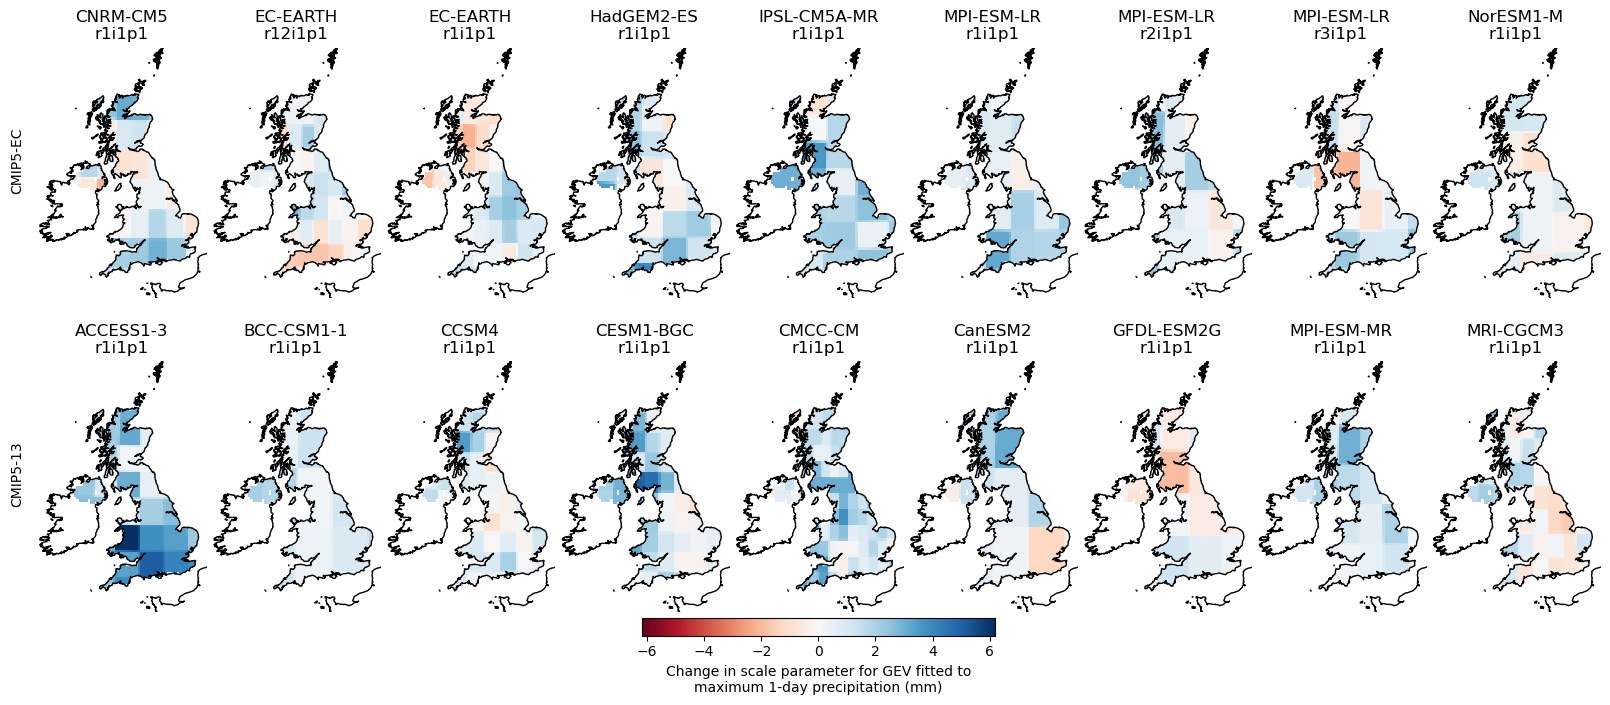 CNRM-CM5 EC-EARTH EC-EARTH HadGEM2-ES IPSL-CM5A-MR MPI-ESM-LR MPI-ESM-LR MPI-ESM-LR NorESM1-M
r1i1p1 r12i1p1 r1i1p1 r1i1p1 r1i1p1 r1i1p1 r2i1p1 r3i1p1 r1i1p1
CMIP5-EC
ACCESS1-3 BCC-CSM1-1 CCSM4 CESM1-BGC CMCC-CM CanESM2 GFDL-ESM2G MPI-ESM-MR MRI-CGCM3
r1i1p1 r1i1p1 r1i1p1 r1i1p1 r1i1p1 r1i1p1 r1i1p1 r1i1p1 r1i1p1
CMIP5-13
−6 −4 −2 0 2 4 6
Change in scale parameter for GEV fitted to
maximum 1-day precipitation (mm)